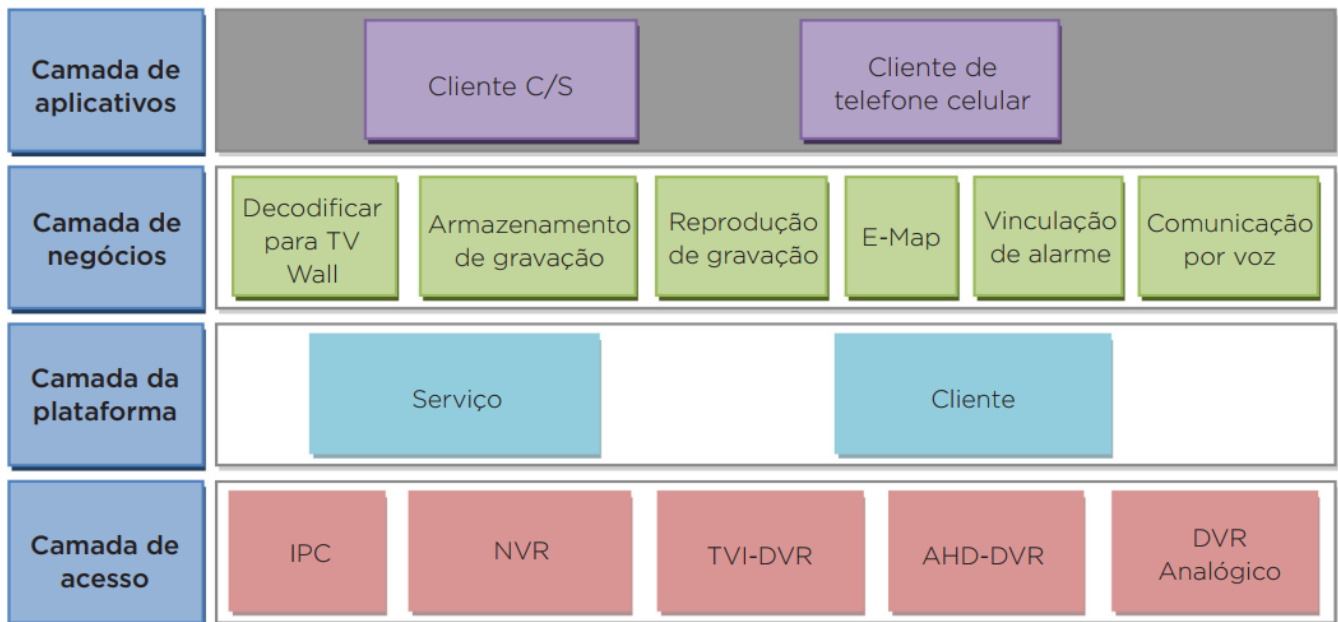 Camada de
aplicativos
Cliente C/S
Cliente de
telefone celular
Camada de
negócios
Decodificar
para TV
Wall
Armazenamento
de gravação
Reprodução
de gravação
E-Map
Vinculação
de alarme
Comunicação
por voz
Camada da
plataforma
Serviço
Cliente
Camada de
acesso
IPC
NVR
TVI-DVR
AHD-DVR
DVR
Analógico